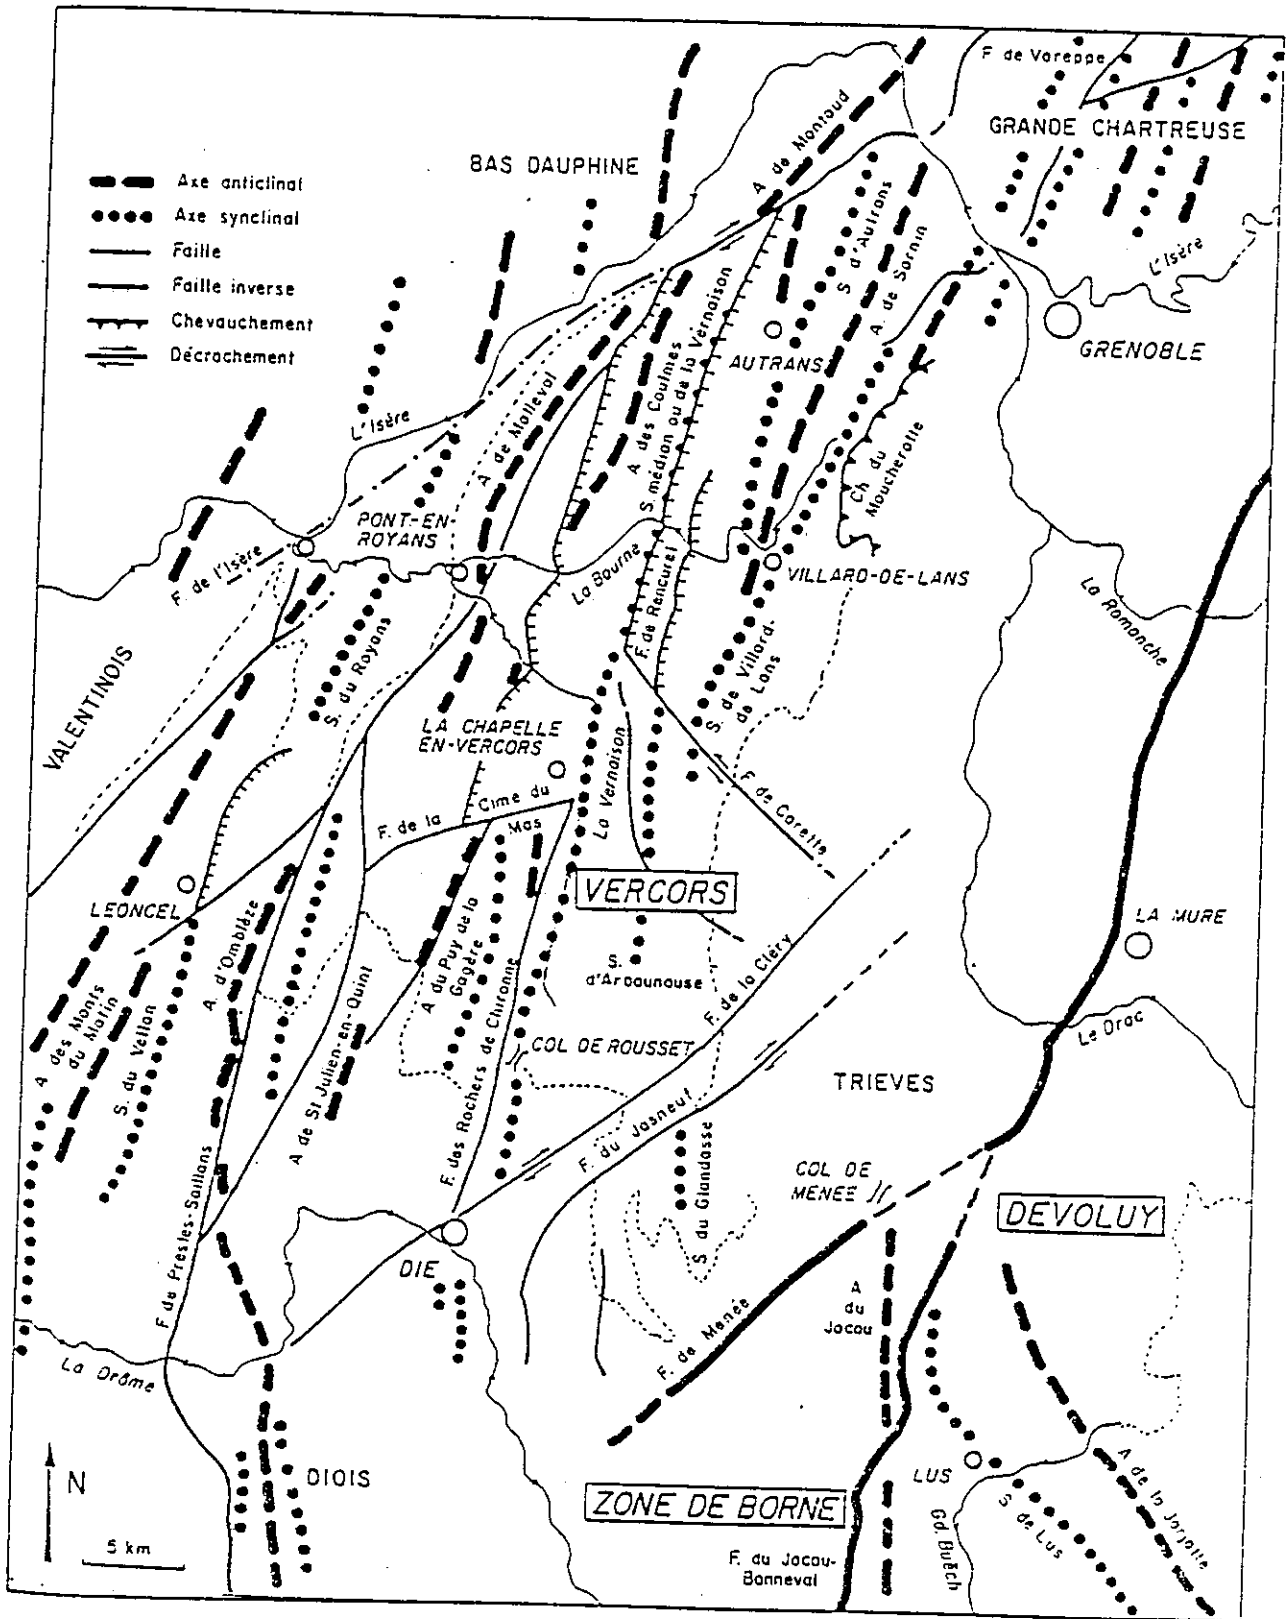 F. de Voreppe
GRANDE CHARTREUSE
BAS DAUPHINE
A. de Montaud
Axe anticlinal
Axe synclinal
Faille
Faille inverse
Chevauchement
Décrochement
S. d'Autrans
A. de Sornin
L'Isère
GRENOBLE
AUTRANS
A. de Malleval
A des Coulmes
S. médian ou de la Vernaison
Ch du
Moucherotte
L'Isère
PONT-EN-
ROYANS
F. de l'Isère
La Bourne
F. de Rencurel
VILLARD-DE-LANS
La Romanche
VALENTINOIS
S. du Royans
S. de Villard-
de-Lans
LA CHAPELLE
EN-VERCORS
La Vernaison
F. de Carette
F. de la Cime du
Mas
VERCORS
LEONCEL
LA MURE
A. d'Omblèze
A du Puy de la
Gagère
S.
d'Arbounouse
F. de la Cléry
A des Monts
du Matin
S. du Vellan
A de St Julien-en-Quint
F. des Rochers de Chironne
COL DE ROUSSET
Le Drac
TRIEVES
F. du Jasneuf
S. du Glandasse
COL DE
MENEE
DEVOLUY
F. de Presles-Saillans
DIE
A
du
Jocou
F. de Menée
La Drôme
A de la Jarjatte
N
DIOIS
LUS
S. de Lus
ZONE DE BORNE
Gd. Buëch
5 km
F. du Jocou-
Bonneval